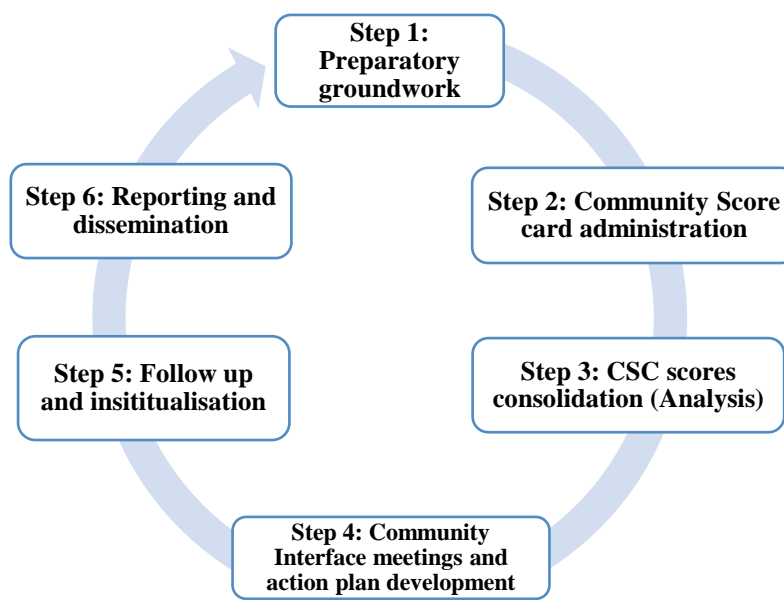 Step 1:
Preparatory
groundwork
Step 2: Community Score
card administration
Step 3: CSC scores
consolidation (Analysis)
Step 4: Community
Interface meetings and
action plan development
Step 5: Follow up
and insititualisation
Step 6: Reporting and
dissemination